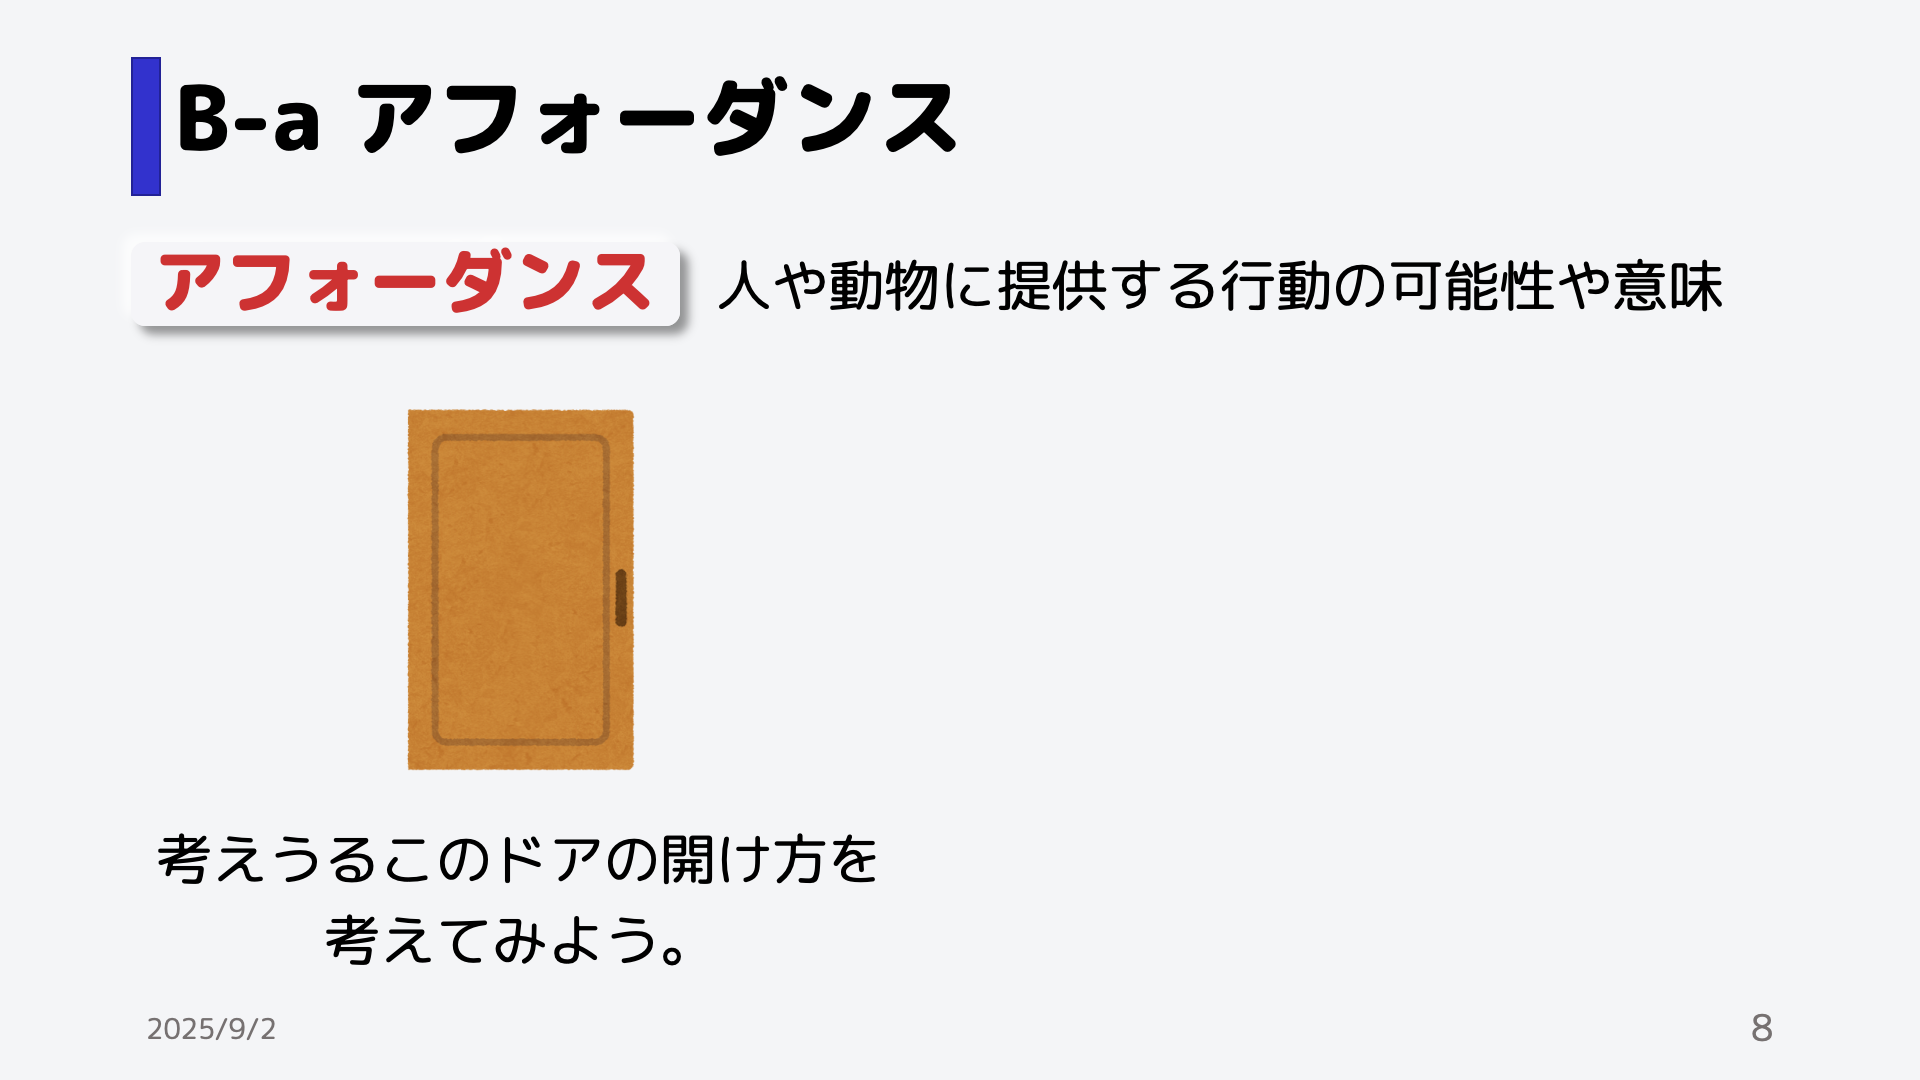 B-a アフォーダンス
アフォーダンス 人や動物に提供する行動の可能性や意味
考えうるこのドアの開け方を
考えてみよう。
2025/9/2
8